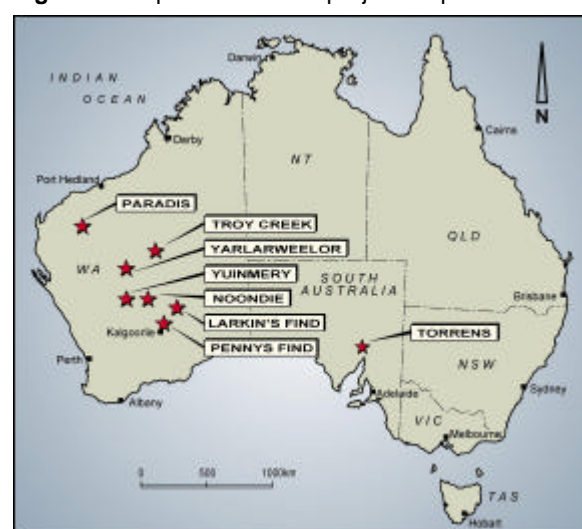 Darwin
INDIAN
OCEAN
N
Cairns
Derby
NT
Port Hedland
PARADIS
TROY CREEK
QLD
YARLARWEELOR
WA
YUINMERY
SOUTH
AUSTRALIA
NOONDIE
Brisbane
LARKIN'S FIND
Kalgoorlie
TORRENS
PENNYS FIND
Perth
NSW
Sydney
Adelaide
Albany
VIC
Melbourne
0 500 1000km
TAS
Hobart